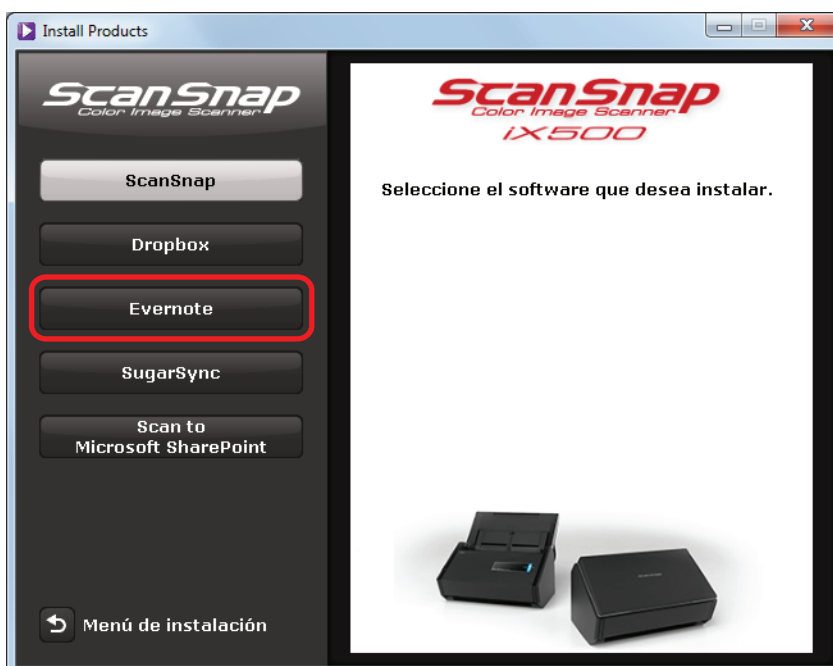 Install Products
ScanSnap
Color Image Scanner
ScanSnap
Dropbox
Evernote
SugarSync
Scan to
Microsoft SharePoint
Menú de instalación
ScanSnap
Color Image Scanner
iX500
Seleccione el software que desea instalar.